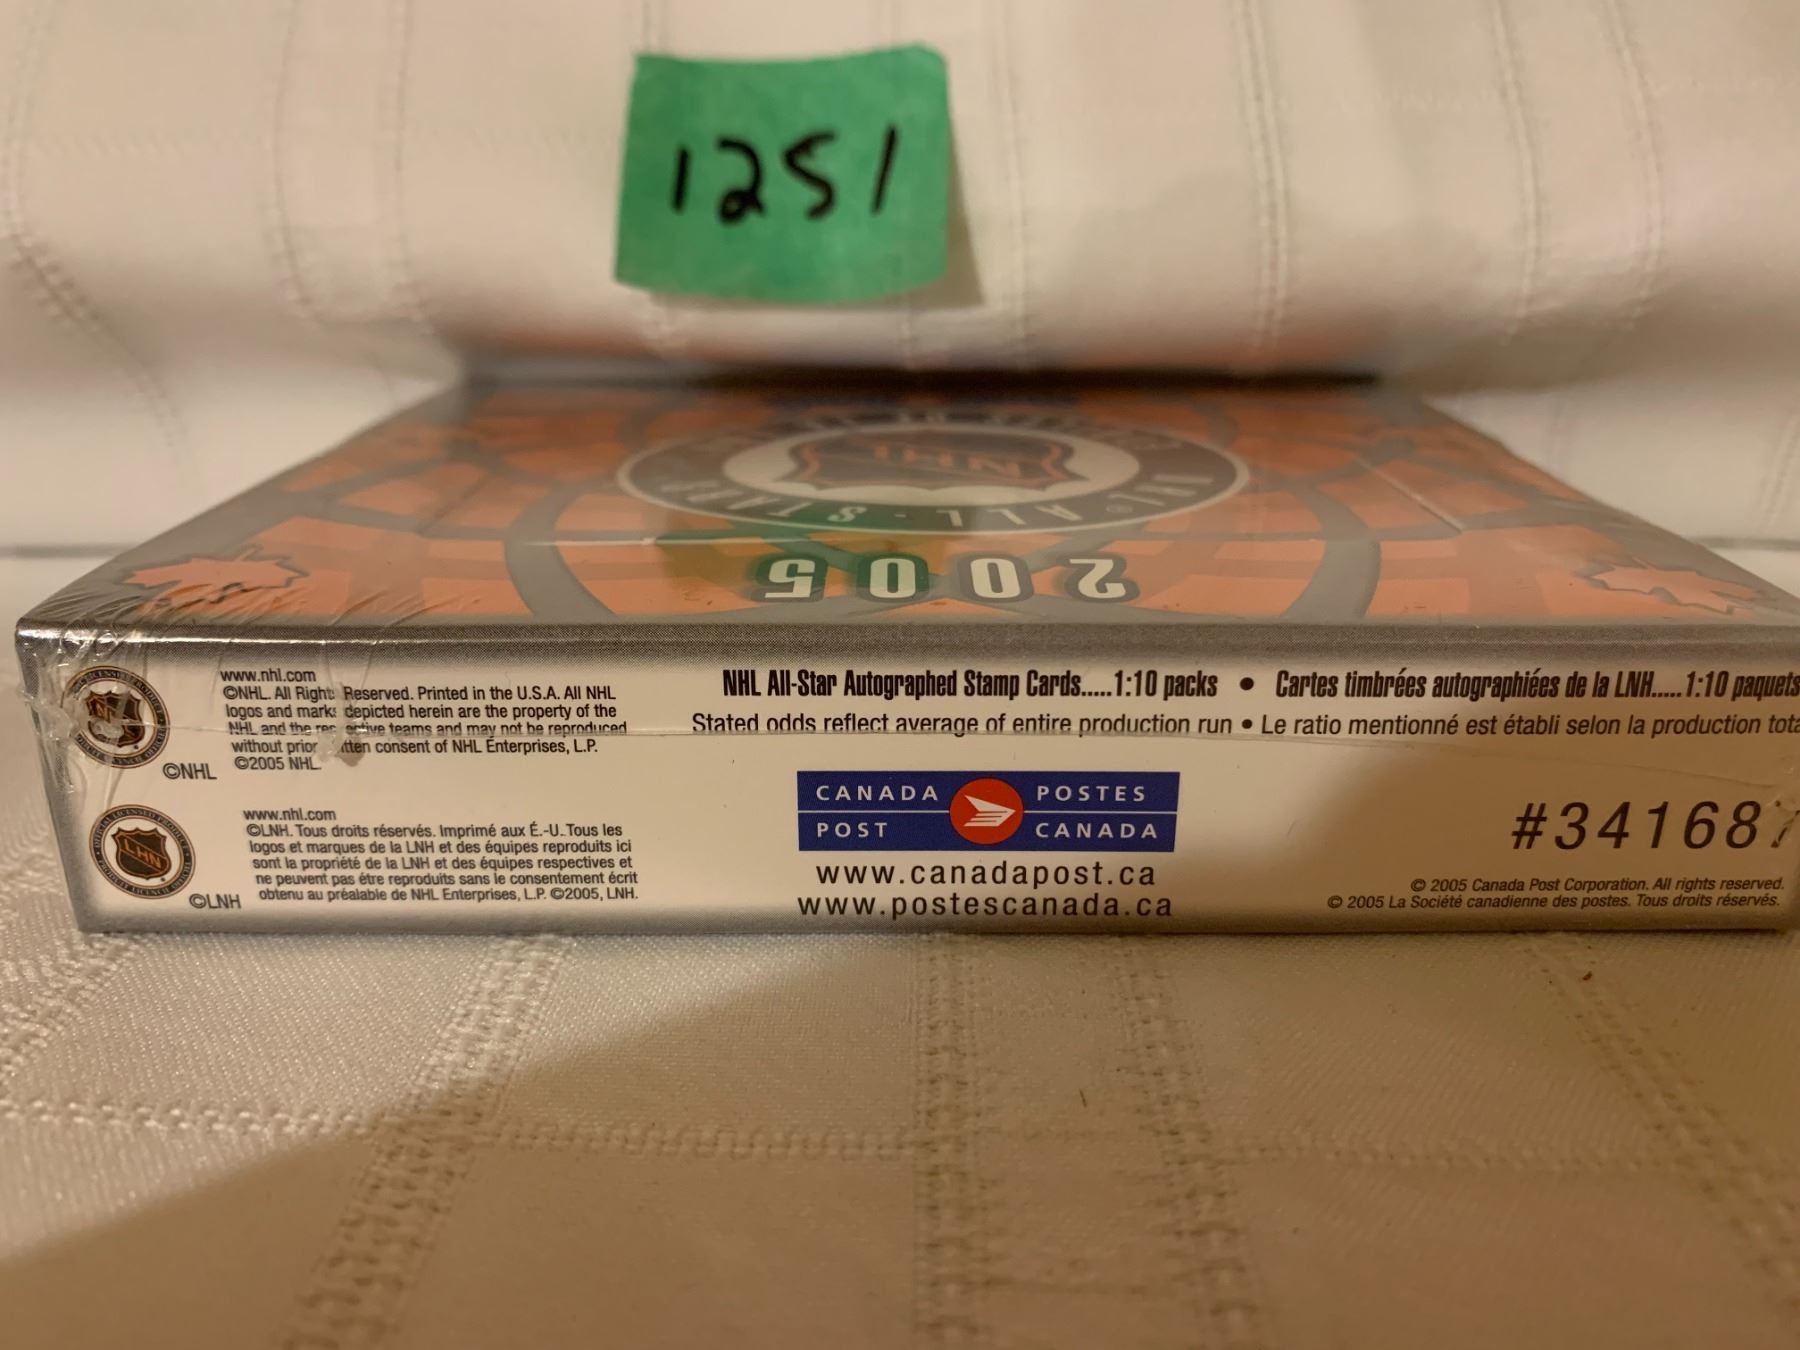 1251
NHL
NHL® ALL·STARS
2005
www.nhl.com
©NHL. All Rights Reserved. Printed in the U.S.A. All NHL
logos and marks depicted herein are the property of the
NHL and the respective teams and may not be reproduced
without prior written consent of NHL Enterprises, L.P.
©2005 NHL.
©NHL
NHL All-Star Autographed Stamp Cards.....1:10 packs • Cartes timbrées autographiées de la LNH.....1:10 paquets
Stated odds reflect average of entire production run • Le ratio mentionné est établi selon la production
www.nhl.com
©LNH. Tous droits réservés. Imprimé aux É.-U. Tous les
logos et marques de la LNH et des équipes reproduits ici
sont la propriété de la LNH et des équipes respectives et
ne peuvent pas être reproduits sans le consentement écrit
obtenu au préalable de NHL Enterprises, L.P. ©2005, LNH.
LHN
©LNH
CANADA POSTES
POST CANADA
www.canadapost.ca
www.postescanada.ca
#341687
© 2005 Canada Post Corporation. All rights reserved.
© 2005 La Société canadienne des postes. Tous droits réservés.